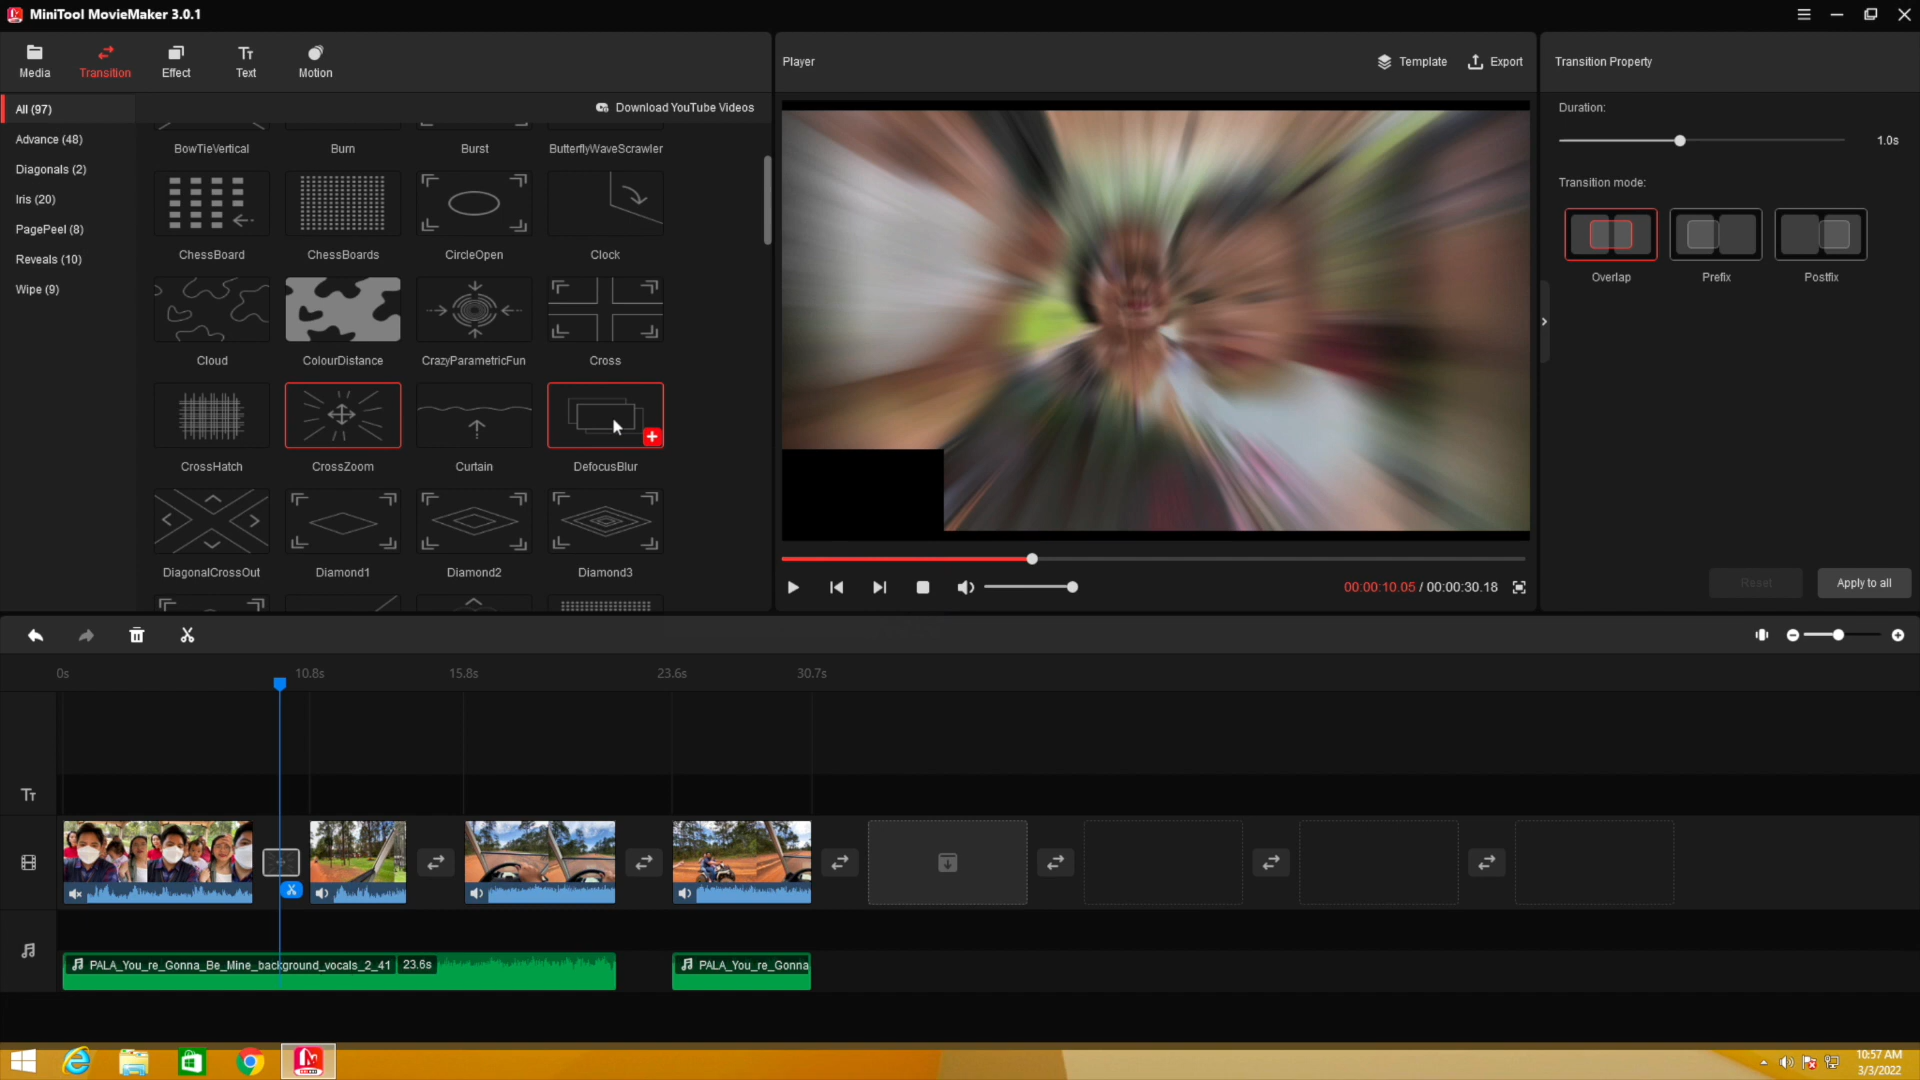 MiniTool MovieMaker 3.0.1
Media
Transition
Effect
Text
Motion
Player
Template
Export
Transition Property
All (97)
Download YouTube Videos
Advance (48)
Diagonals (2)
Iris (20)
PagePeel (8)
Reveals (10)
Wipe (9)
BowTieVertical
Burn
Burst
ButterflyWaveScrawler
ChessBoard
ChessBoards
CircleOpen
Clock
Cloud
ColourDistance
CrazyParametricFun
Cross
CrossHatch
CrossZoom
Curtain
DefocusBlur
DiagonalCrossOut
Diamond1
Diamond2
Diamond3
Duration:
1.0s
Transition mode:
Overlap
Prefix
Postfix
00:00:10.05 / 00:00:30.18
Reset
Apply to all
0s
10.8s
15.8s
23.6s
30.7s
PALA_You_re_Gonna_Be_Mine_background_vocals_2_41
23.6s
PALA_You_re_Gonna
10:57 AM
3/3/2022